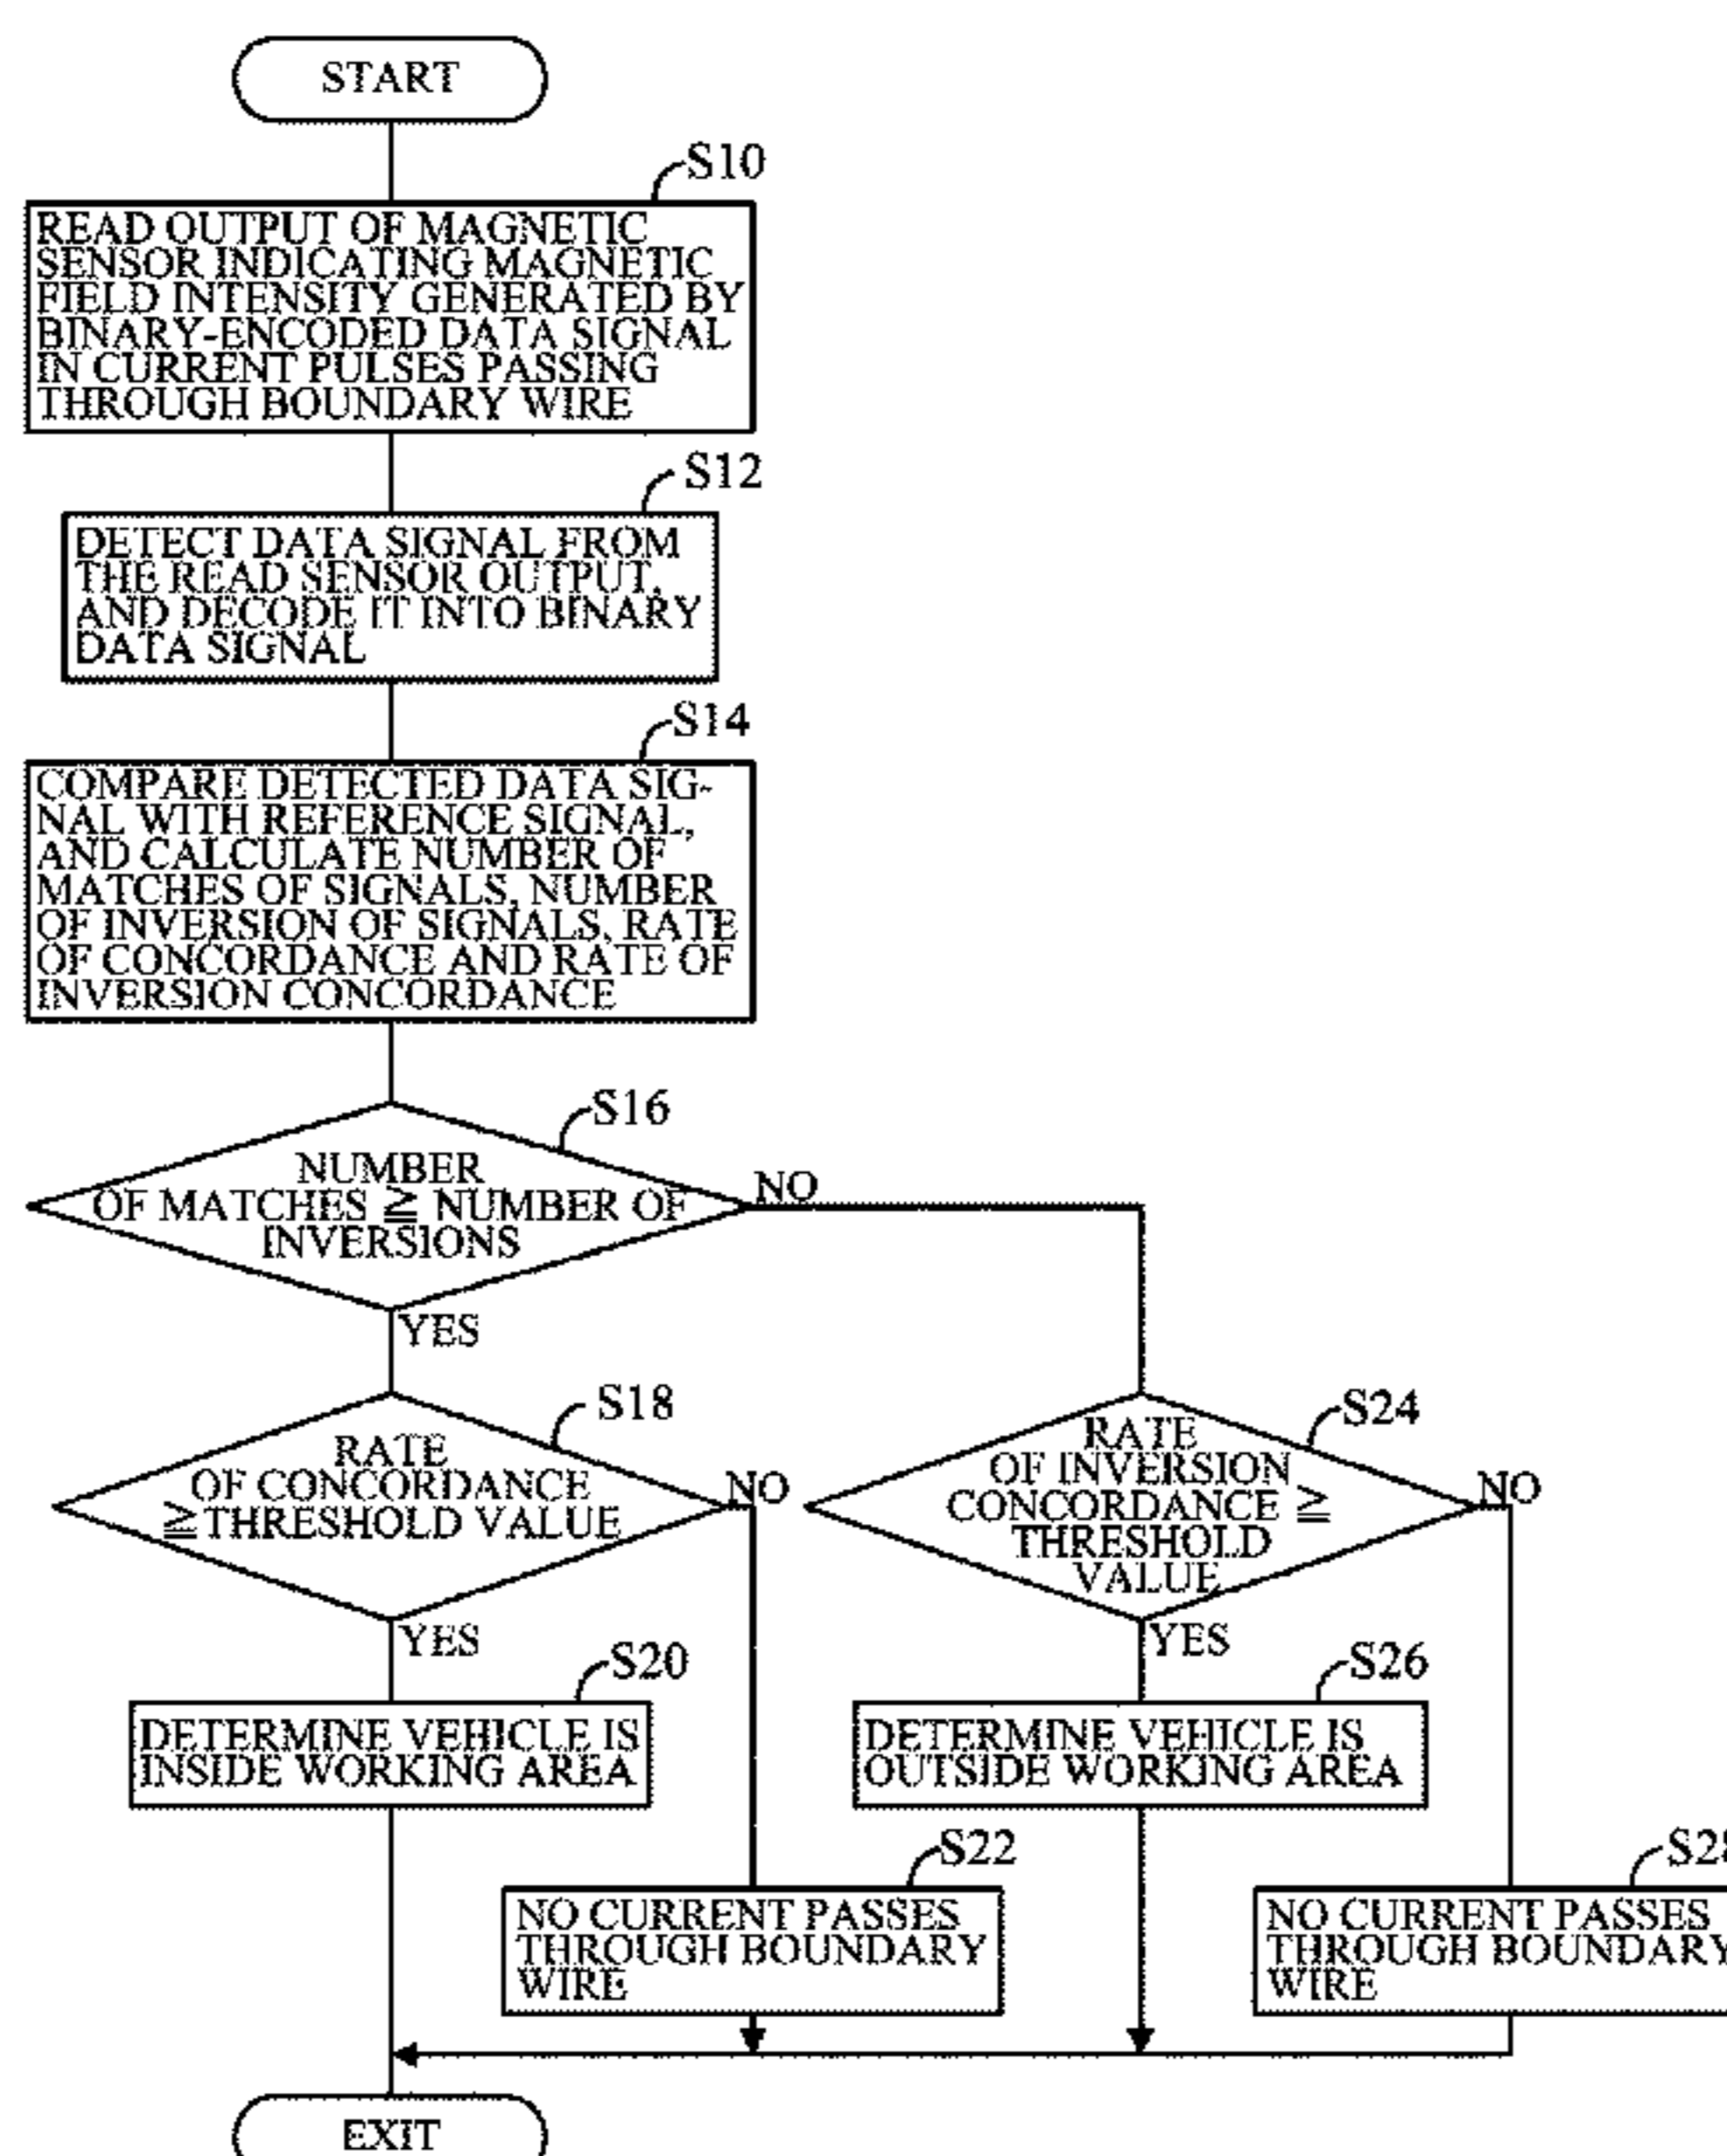 START
S10
READ OUTPUT OF MAGNETIC
SENSOR INDICATING MAGNETIC
FIELD INTENSITY GENERATED BY
BINARY-ENCODED DATA SIGNAL
IN CURRENT PULSES PASSING
THROUGH BOUNDARY WIRE
S12
DETECT DATA SIGNAL FROM
THE READ SENSOR OUTPUT,
AND DECODE IT INTO BINARY
DATA SIGNAL
S14
COMPARE DETECTED DATA SIG-
NAL WITH REFERENCE SIGNAL,
AND CALCULATE NUMBER OF
MATCHES OF SIGNALS, NUMBER
OF INVERSION OF SIGNALS, RATE
OF CONCORDANCE AND RATE OF
INVERSION CONCORDANCE
S16
NUMBER
OF MATCHES ≧ NUMBER OF
INVERSIONS
NO
YES
S18
RATE
OF CONCORDANCE
≧THRESHOLD VALUE
NO
YES
S24
RATE
OF INVERSION
CONCORDANCE ≧
THRESHOLD
VALUE
NO
YES
S20
DETERMINE VEHICLE IS
INSIDE WORKING AREA
S26
DETERMINE VEHICLE IS
OUTSIDE WORKING AREA
S22
NO CURRENT PASSES
THROUGH BOUNDARY
WIRE
S28
NO CURRENT PASSES
THROUGH BOUNDARY
WIRE
EXIT